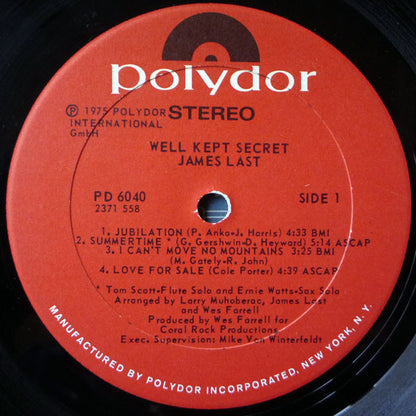 polydor
Ⓟ 1975 POLYDOR
INTERNATIONAL
GmbH
STEREO
WELL KEPT SECRET
JAMES LAST
PD 6040
2371 558
SIDE 1
1. JUBILATION (P. Anko-J. Harris) 4:33 BMI
2. SUMMERTIME * (G. Gershwin-D. Heyward) 5:14 ASCAP
3. I CAN'T MOVE NO MOUNTAINS 3:25 BMI
(M. Gately-R. John)
4. LOVE FOR SALE (Cole Porter) 4:39 ASCAP
* Tom Scott-Flute Solo and Ernie Watts-Sax Solo
Arranged by Larry Muhoberac, James Last
and Wes Farrell
Produced by Wes Farrell for
Coral Rock Productions
Exec. Supervision: Mike Von Winterfeldt
MANUFACTURED BY POLYDOR INCORPORATED, NEW YORK, N.Y.